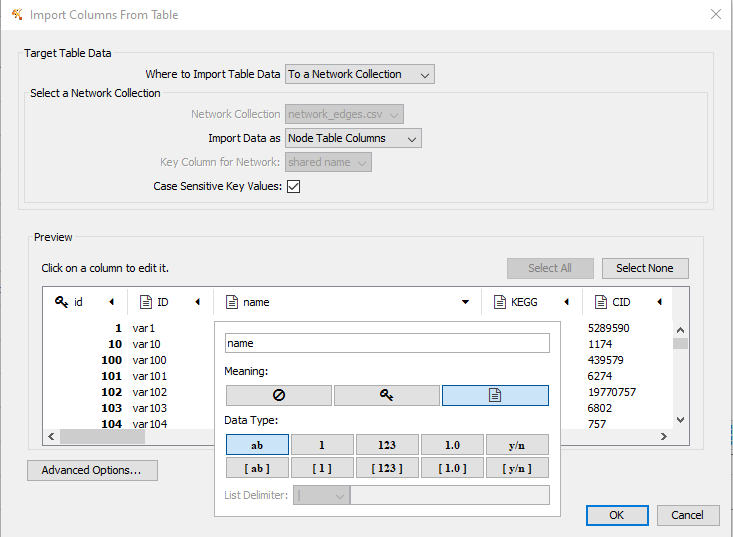 Import Columns From Table
Target Table Data
Where to Import Table Data To a Network Collection
Select a Network Collection
Network Collection network_edges.csv
Import Data as Node Table Columns
Key Column for Network: shared name
Case Sensitive Key Values:
Preview
Click on a column to edit it. Select All Select None
id ID name KEGG CID
1 var1 5289590
10 var10 name 1174
100 var100 439579
101 var101 Meaning: 6274
102 var102 19770757
103 var103 6802
104 var104 Data Type: 757
ab 1 123 1.0 y/n
[ ab ] [ 1 ] [ 123 ] [ 1.0 ] [ y/n ]
Advanced Options...
List Delimiter: |
OK Cancel